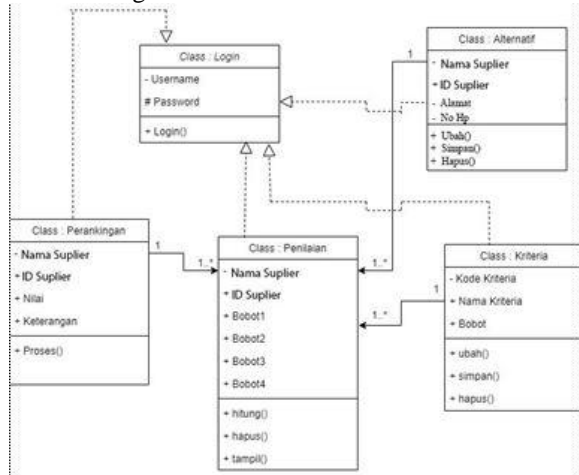 Class : Login
- Username
# Password
+ Login()
Class : Alternatif
- Nama Suplier
+ ID Suplier
- Alamat
- No Hp
+ Ubah()
+ Simpan()
+ Hapus()
1
Class : Perankingan
- Nama Suplier
+ ID Suplier
+ Nilai
+ Keterangan
+ Proses()
1
1..*
Class : Penilaian
- Nama Suplier
+ ID Suplier
+ Bobot1
+ Bobot2
+ Bobot3
+ Bobot4
+ hitung()
+ hapus()
+ tampil()
1..*
1..*
1
Class : Kriteria
- Kode Kriteria
+ Nama Kriteria
+ Bobot
+ ubah()
+ simpan()
+ hapus()